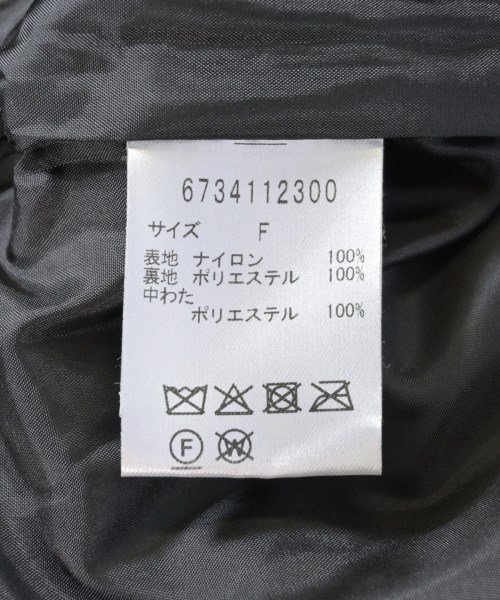 6734112300
サイズ F
表地 ナイロン 100%
裏地 ポリエステル 100%
中わた
ポリエステル 100%
F
W